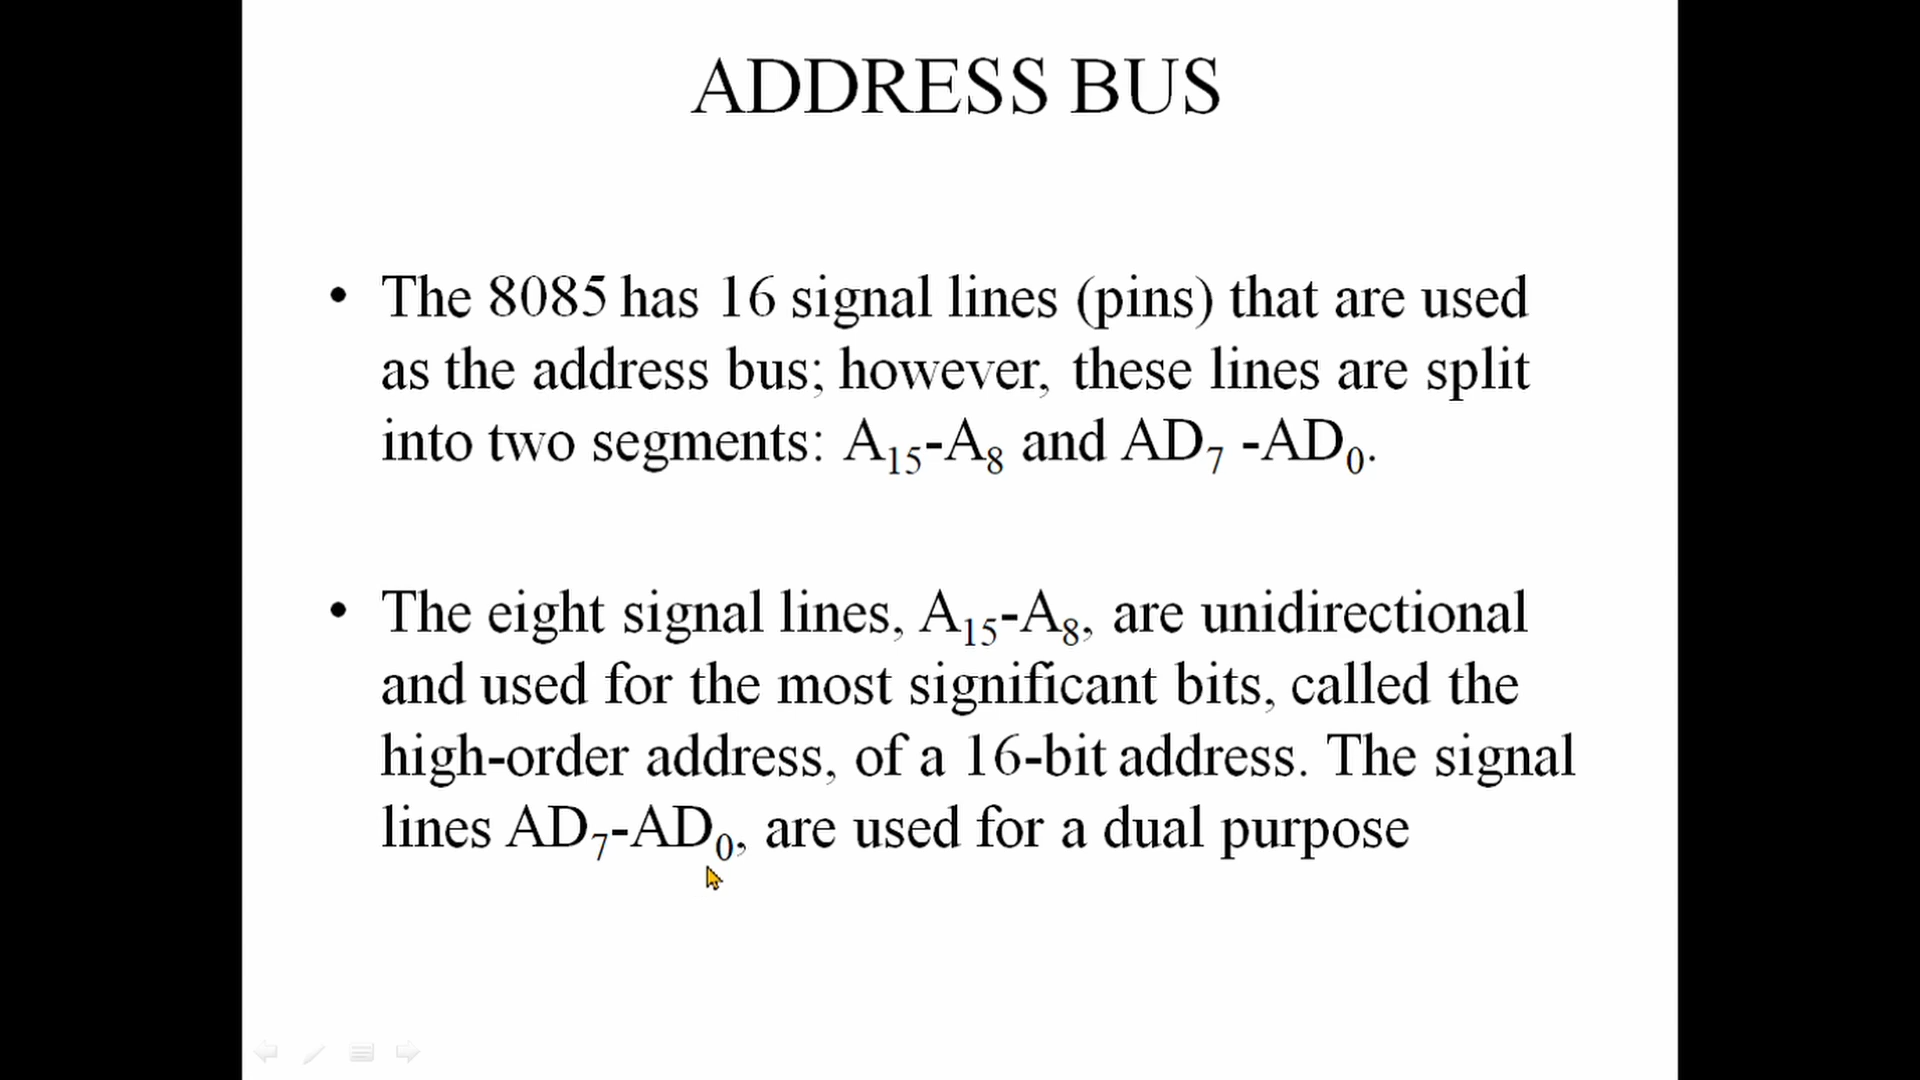 ADDRESS BUS
• The 8085 has 16 signal lines (pins) that are used
as the address bus; however, these lines are split
into two segments: A₁₅-A₈ and AD₇ -AD₀.
• The eight signal lines, A₁₅-A₈, are unidirectional
and used for the most significant bits, called the
high-order address, of a 16-bit address. The signal
lines AD₇-AD₀, are used for a dual purpose